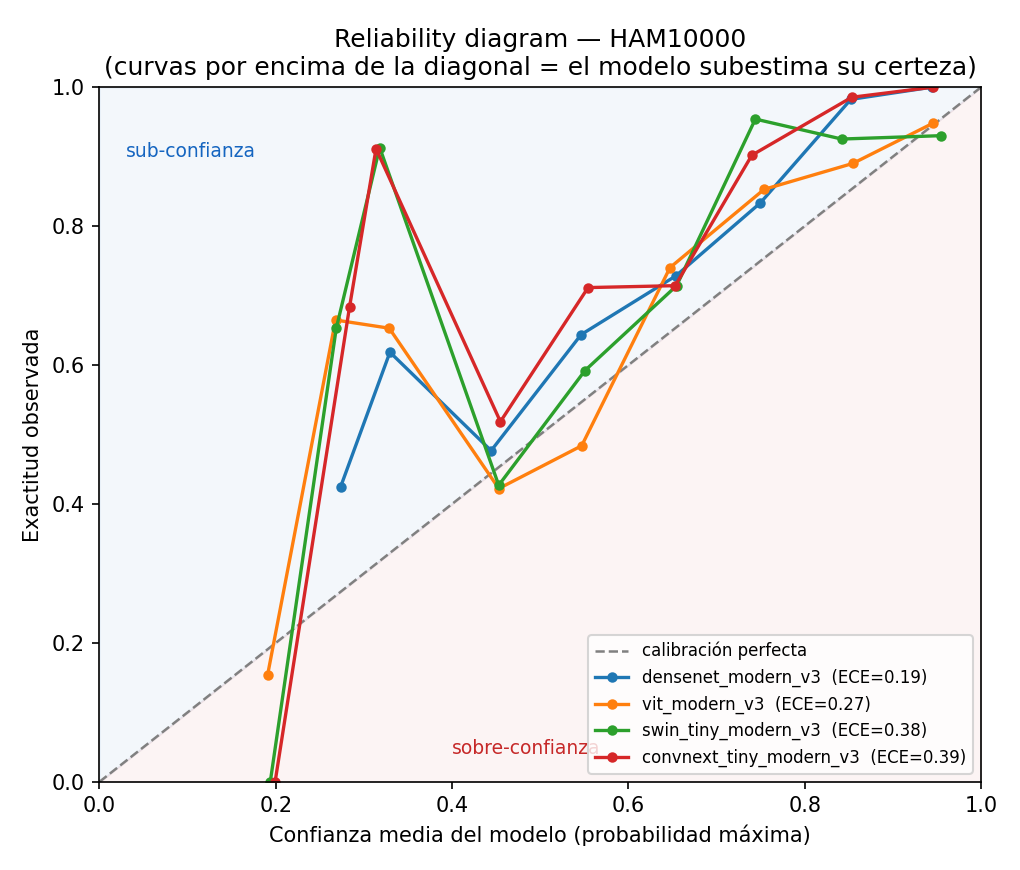 Reliability diagram — HAM10000
(curvas por encima de la diagonal = el modelo subestima su certeza)
Exactitud observada
1.0
0.8
0.6
0.4
0.2
0.0
sub-confianza
sobre-confianza
calibración perfecta
densenet_modern_v3 (ECE=0.19)
vit_modern_v3 (ECE=0.27)
swin_tiny_modern_v3 (ECE=0.38)
convnext_tiny_modern_v3 (ECE=0.39)
0.0 0.2 0.4 0.6 0.8 1.0
Confianza media del modelo (probabilidad máxima)